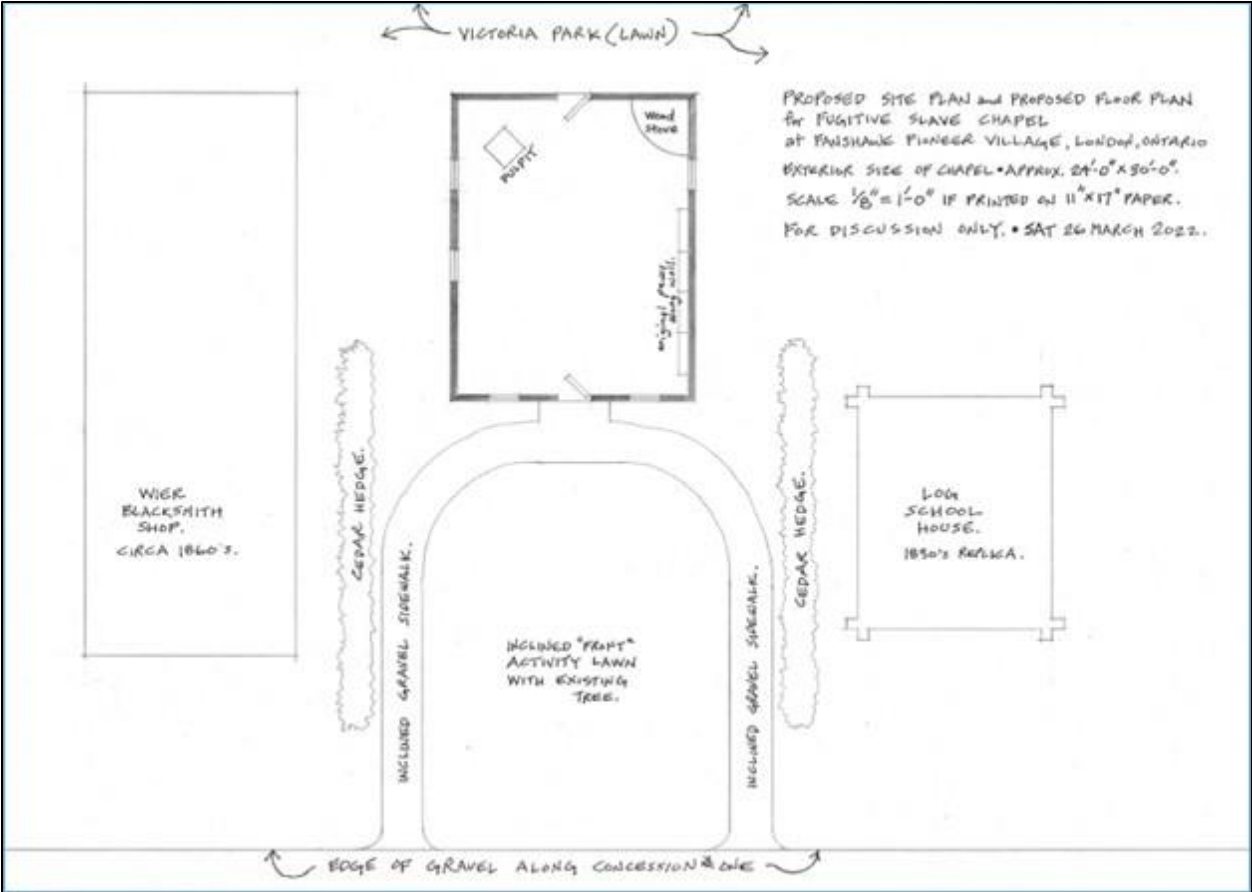 VICTORIA PARK (LAWN)
PROPOSED SITE PLAN and PROPOSED FLOOR PLAN
for FUGITIVE SLAVE CHAPEL
at FANSHAWE PIONEER VILLAGE, LONDON, ONTARIO
EXTERIOR SIZE OF CHAPEL • APPROX. 24'-0" X 30'-0".
SCALE 1/8" = 1'-0" IF PRINTED ON 11" X 17" PAPER.
FOR DISCUSSION ONLY. • SAT 26 MARCH 2022.
Wood
Stove
PULPIT
original pews
along wall.
WIER
BLACKSMITH
SHOP.
CIRCA 1860'S.
CEDAR HEDGE.
INCLINED GRAVEL SIDEWALK.
INCLINED "FRONT"
ACTIVITY LAWN
WITH EXISTING
TREE.
INCLINED GRAVEL SIDEWALK.
CEDAR HEDGE.
LOG
SCHOOL
HOUSE.
REPLICA.
EDGE OF GRAVEL ALONG CONCESSION ONE